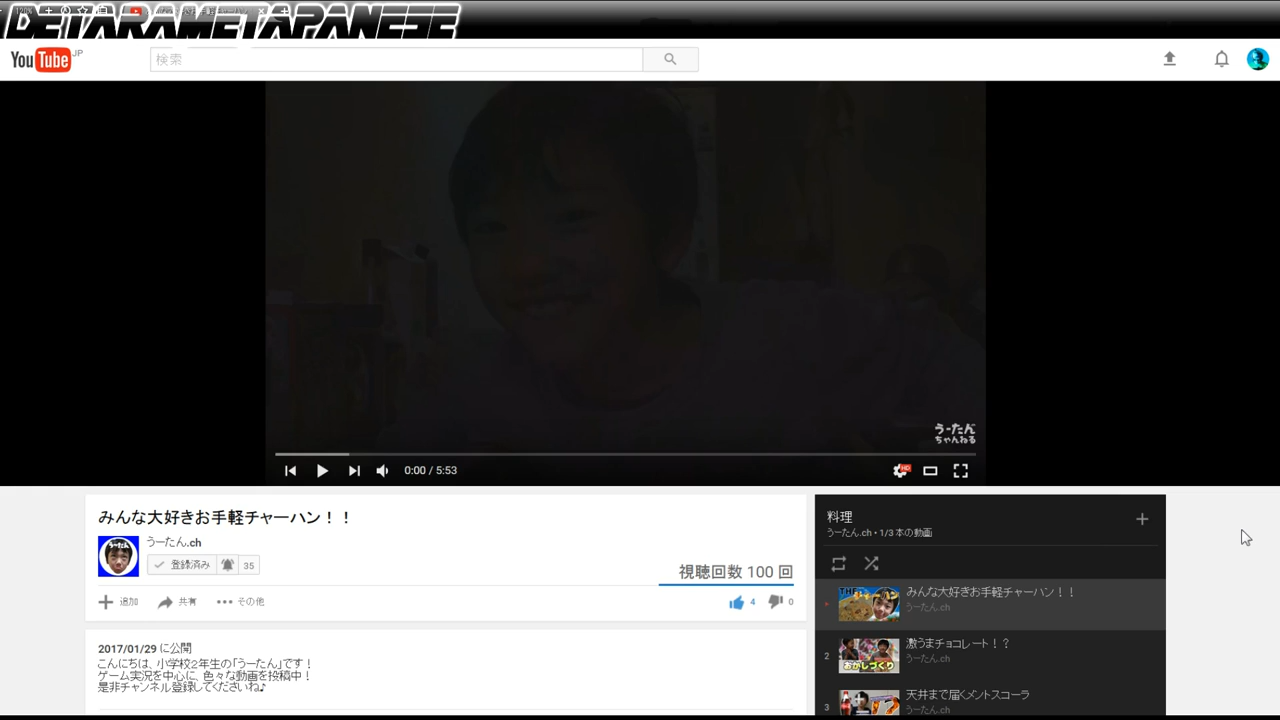 DETARAMETAPANESE
YouTube JP
検索
うーたん
ちゃんねる
0:00 / 5:53
HD
みんな大好きお手軽チャーハン！！
うーたん.ch
登録済み 35
視聴回数 100 回
追加 共有 その他
4 0
2017/01/29 に公開
こんにちは、小学校2年生の「うーたん」です！
ゲーム実況を中心に、色々な動画を投稿中！
是非チャンネル登録してくださいね♪
料理
うーたん.ch • 1/3 本の動画
みんな大好きお手軽チャーハン！！
うーたん.ch
2
激うまチョコレート！？
うーたん.ch
おかしづくり
3
天井まで届くメントスコーラ
うーたん.ch